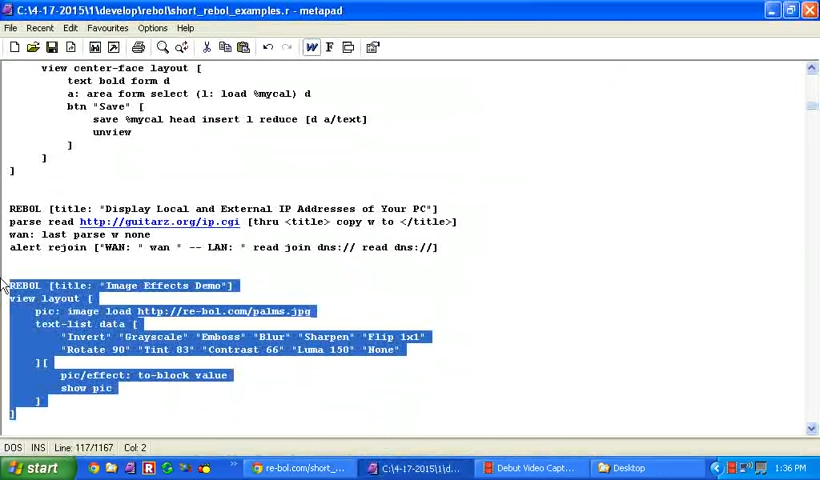 C:\4-17-2015\1\develop\rebol\short_rebol_examples.r - metapad
File Edit Favourites Options Help
view center-face layout [
text bold form d
a: area form select (l: load %mycal) d
btn "Save" [
save %mycal head insert l reduce [d a/text]
unview
]
]
]
REBOL [title: "Display Local and External IP Addresses of Your PC"]
parse read http://guitarz.org/ip.cgi [thru <title> copy w to </title>]
wan: last parse w none
alert rejoin ["WAN: " wan " -- LAN: " read join dns:// read dns://]
REBOL [title: "Image Effects Demo"]
view layout [
pic: image load http://re-bol.com/palms.jpg
text-list data [
"Invert" "Grayscale" "Emboss" "Blur" "Sharpen" "Flip 1x1"
"Rotate 90" "Tint 83" "Contrast 66" "Luma 150" "None"
][
pic/effect: to-block value
show pic
]
]
DOS INS Line: 117/1167 Col: 2
start re-bol.com/short_... C:\4-17-2015\1\d... Debut Video Capt... Desktop 1:36 PM